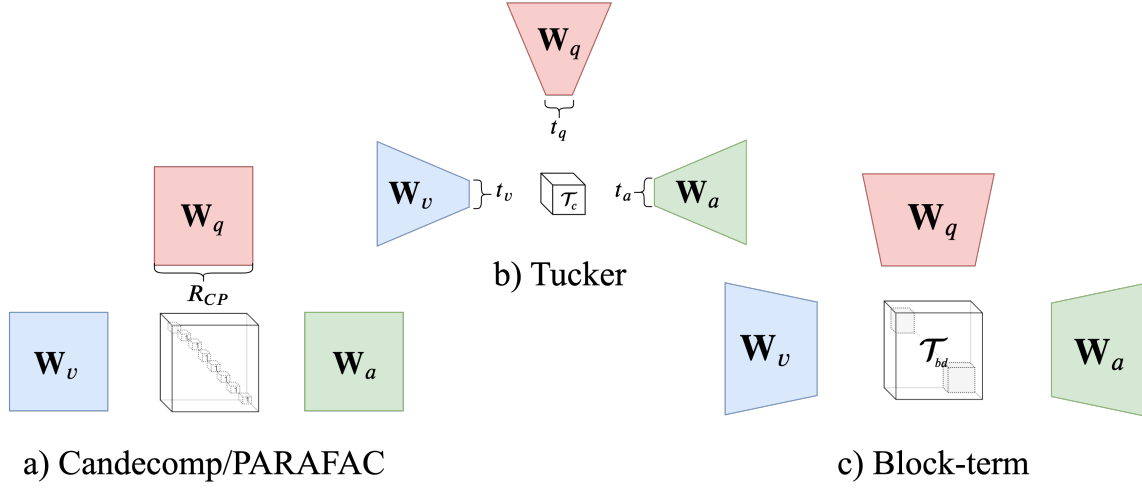 W_q
R_CP
W_v
W_a
a) Candecomp/PARAFAC
W_q
t_q
W_v
t_v
𝒯_c
t_a
W_a
b) Tucker
W_q
W_v
𝒯_bd
W_a
c) Block-term